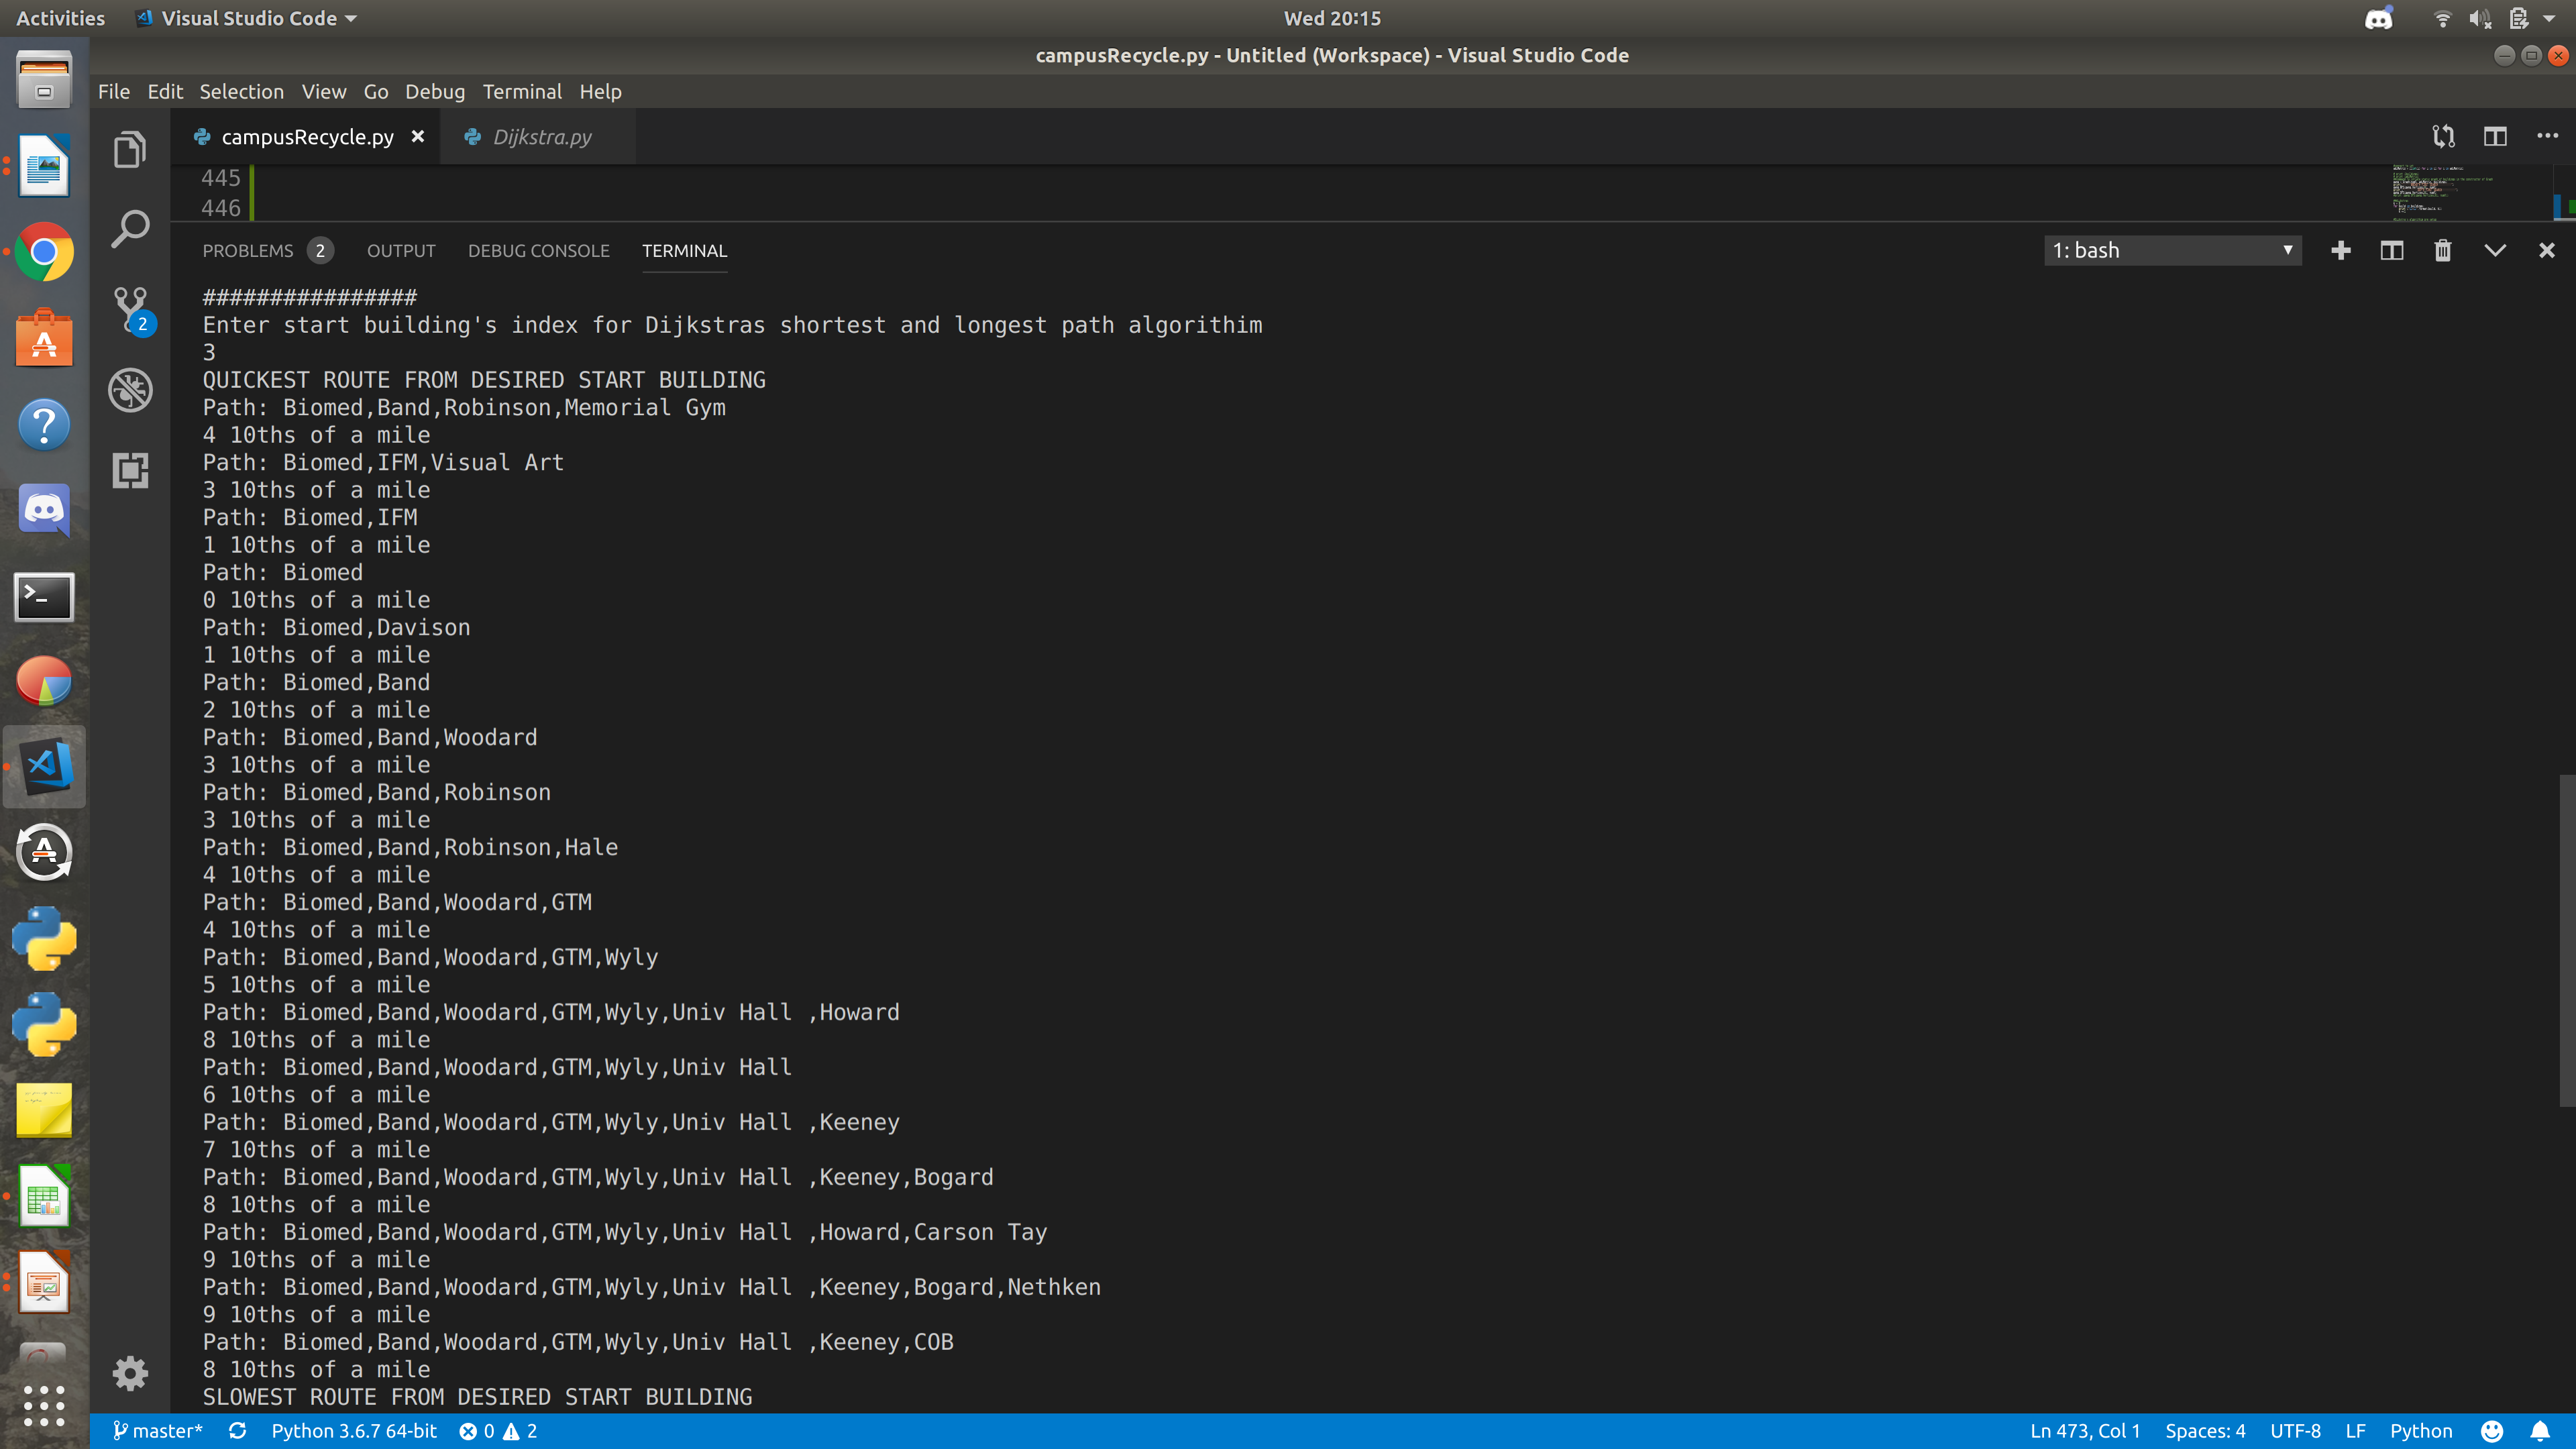 Activities Visual Studio Code Wed 20:15
campusRecycle.py - Untitled (Workspace) - Visual Studio Code
File Edit Selection View Go Debug Terminal Help
campusRecycle.py Dijkstra.py
445
446
PROBLEMS 2 OUTPUT DEBUG CONSOLE TERMINAL 1: bash
################
Enter start building's index for Dijkstras shortest and longest path algorithim
3
QUICKEST ROUTE FROM DESIRED START BUILDING
Path: Biomed,Band,Robinson,Memorial Gym
4 10ths of a mile
Path: Biomed,IFM,Visual Art
3 10ths of a mile
Path: Biomed,IFM
1 10ths of a mile
Path: Biomed
0 10ths of a mile
Path: Biomed,Davison
1 10ths of a mile
Path: Biomed,Band
2 10ths of a mile
Path: Biomed,Band,Woodard
3 10ths of a mile
Path: Biomed,Band,Robinson
3 10ths of a mile
Path: Biomed,Band,Robinson,Hale
4 10ths of a mile
Path: Biomed,Band,Woodard,GTM
4 10ths of a mile
Path: Biomed,Band,Woodard,GTM,Wyly
5 10ths of a mile
Path: Biomed,Band,Woodard,GTM,Wyly,Univ Hall ,Howard
8 10ths of a mile
Path: Biomed,Band,Woodard,GTM,Wyly,Univ Hall
6 10ths of a mile
Path: Biomed,Band,Woodard,GTM,Wyly,Univ Hall ,Keeney
7 10ths of a mile
Path: Biomed,Band,Woodard,GTM,Wyly,Univ Hall ,Keeney,Bogard
8 10ths of a mile
Path: Biomed,Band,Woodard,GTM,Wyly,Univ Hall ,Howard,Carson Tay
9 10ths of a mile
Path: Biomed,Band,Woodard,GTM,Wyly,Univ Hall ,Keeney,Bogard,Nethken
9 10ths of a mile
Path: Biomed,Band,Woodard,GTM,Wyly,Univ Hall ,Keeney,COB
8 10ths of a mile
SLOWEST ROUTE FROM DESIRED START BUILDING
2
master* Python 3.6.7 64-bit 0 2 Ln 473, Col 1 Spaces: 4 UTF-8 LF Python